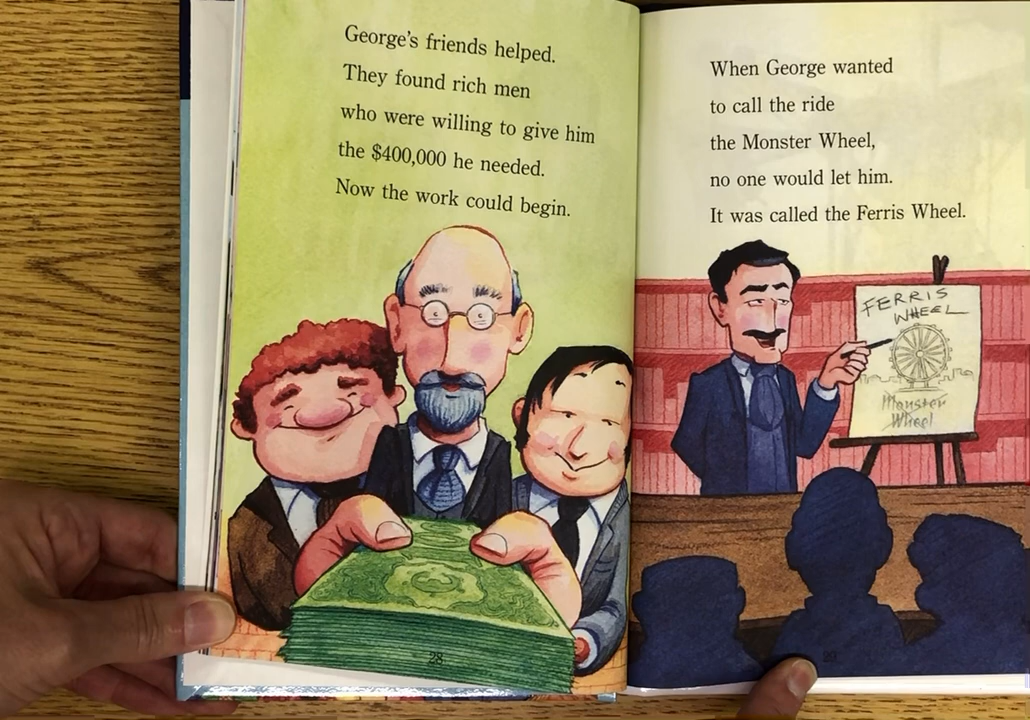 George's friends helped.
They found rich men
who were willing to give him
the $400,000 he needed.
Now the work could begin.
28
When George wanted
to call the ride
the Monster Wheel,
no one would let him.
It was called the Ferris Wheel.
FERRIS
WHEEL
Monster
Wheel
29